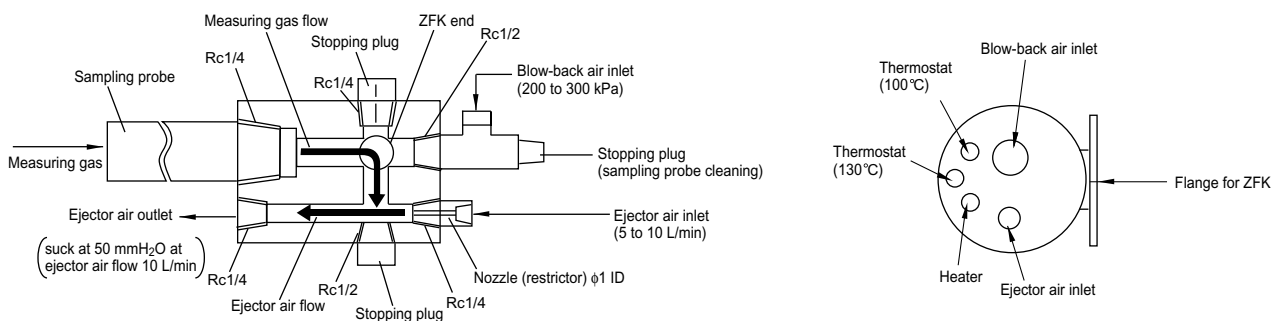 Measuring gas flow
ZFK end
Stopping plug
Rc1/2
Rc1/4
Rc1/4
Sampling probe
Blow-back air inlet
(200 to 300 kPa)
Measuring gas
Stopping plug
(sampling probe cleaning)
Ejector air outlet
Ejector air inlet
(5 to 10 L/min)
(suck at 50 mmH₂O at
ejector air flow 10 L/min)
Rc1/4
Rc1/2
Nozzle (restrictor) ϕ1 ID
Ejector air flow
Rc1/4
Stopping plug
Blow-back air inlet
Thermostat
(100℃)
Thermostat
(130℃)
Flange for ZFK
Heater
Ejector air inlet